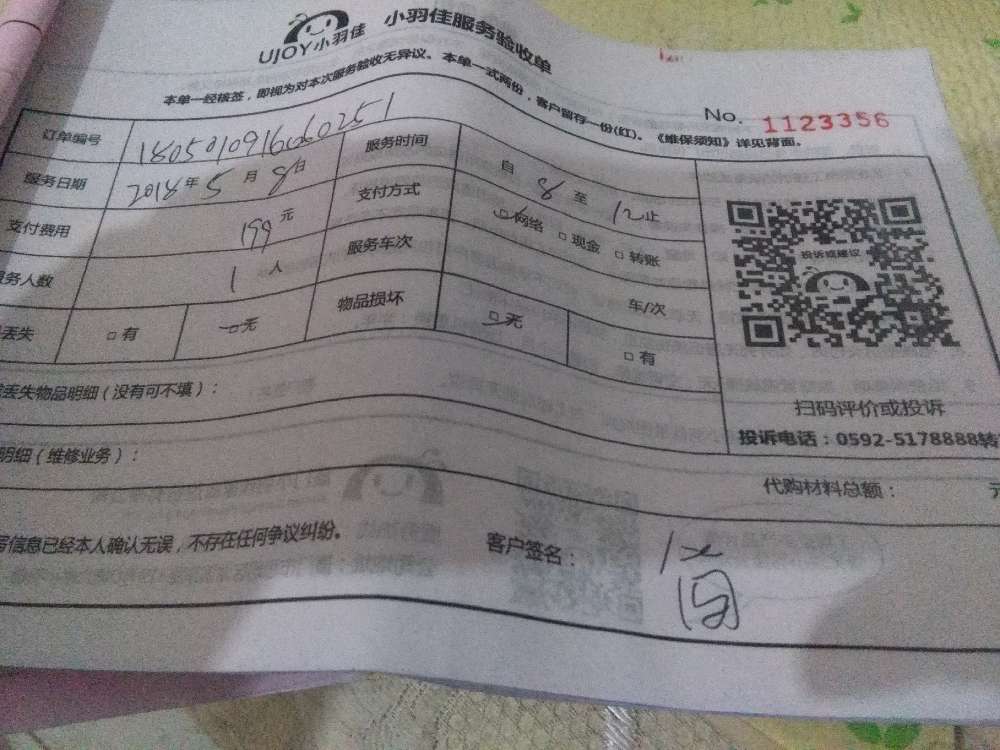 UJOY小羽佳 小羽佳服务验收单
本单一经核签，即视为对本次服务验收无异议。本单一式两份，客户留存一份(红)。《维保须知》详见背面。
No. 1123356
订单编号 1805010916060251 服务时间 自 8 至 12 止
服务日期 2018年 5 月 8 日 支付方式 网络 □ 现金 □ 转账
支付费用 199 元 服务车次 车/次
务人数 1 人 物品损坏 无 □ 有
丢失 □ 有 无
投诉或建议
扫码评价或投诉
投诉电话：0592-5178888转
丢失物品明细（没有可不填）：
明细（维修业务）：
代购材料总额： 元
信息已经本人确认无误，不存在任何争议纠纷。 客户签名：